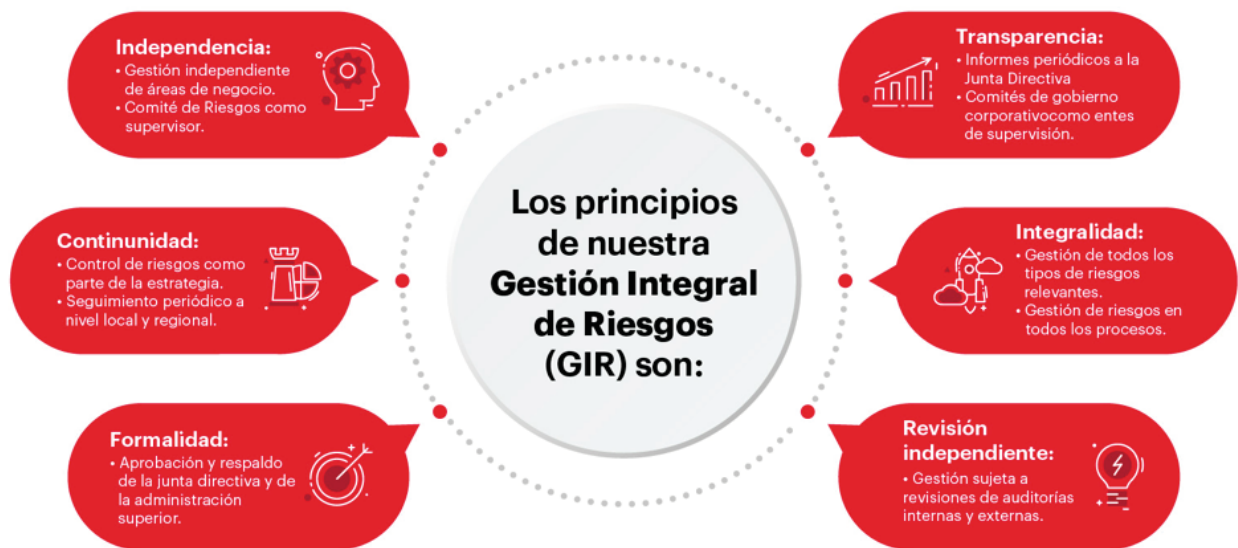 Independencia:
• Gestión independiente
de áreas de negocio.
• Comité de Riesgos como
supervisor.
Continunidad:
• Control de riesgos como
parte de la estrategia.
• Seguimiento periódico a
nivel local y regional.
Formalidad:
• Aprobación y respaldo
de la junta directiva y de
la administración
superior.
Los principios
de nuestra
Gestión Integral
de Riesgos
(GIR) son:
Transparencia:
• Informes periódicos a la
Junta Directiva
• Comités de gobierno
corporativocomo entes
de supervisión.
Integralidad:
• Gestión de todos los
tipos de riesgos
relevantes.
• Gestión de riesgos en
todos los procesos.
Revisión
independiente:
• Gestión sujeta a
revisiones de auditorías
internas y externas.